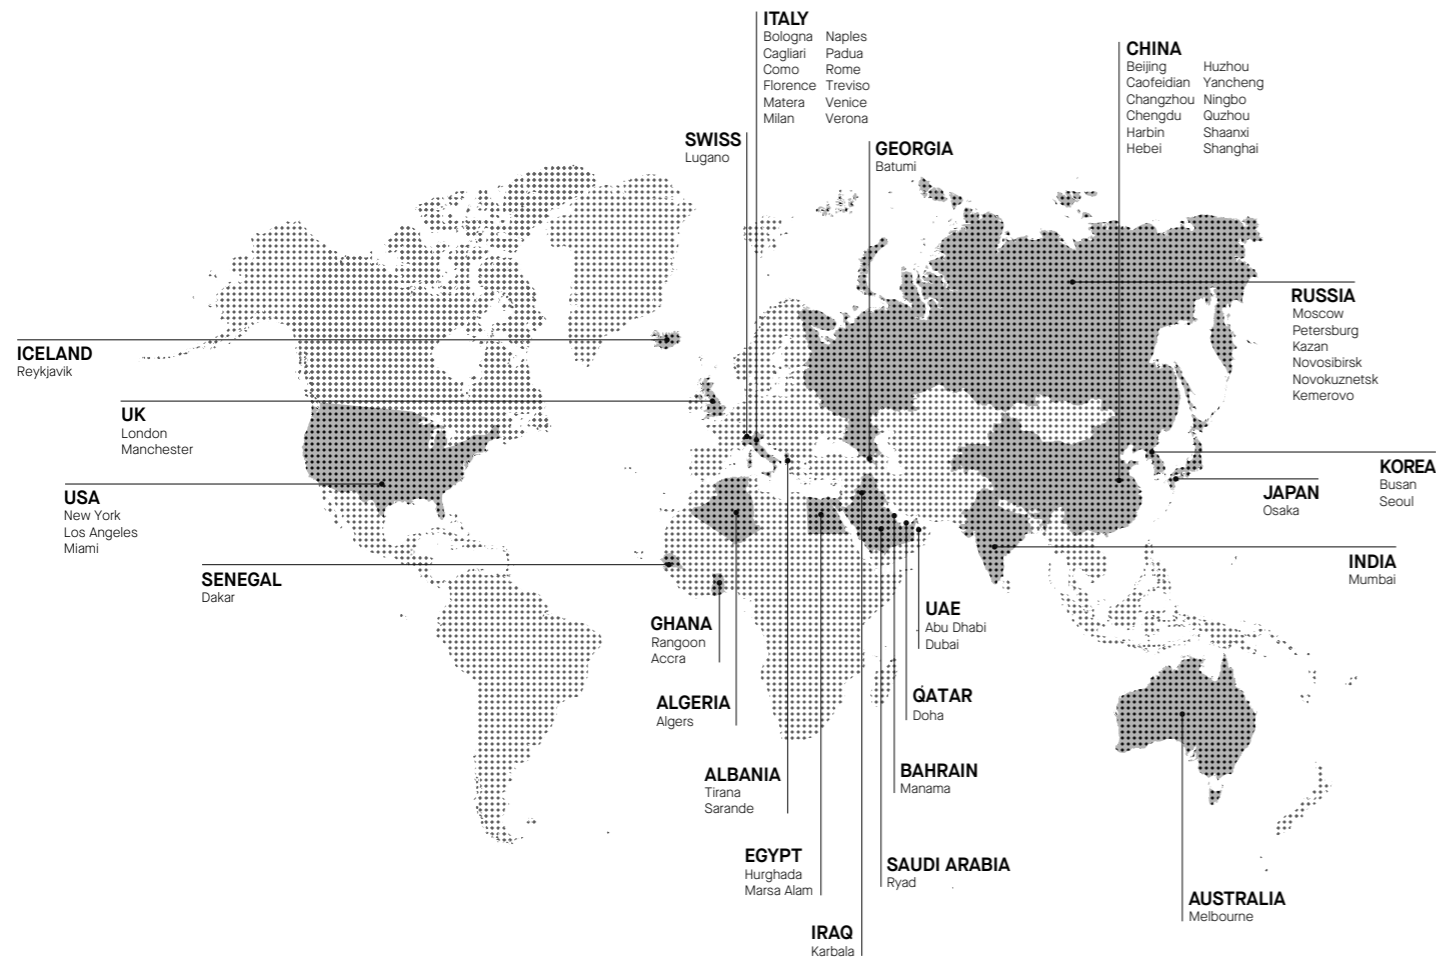 ITALY
Bologna Naples
Cagliari Padua
Como Rome
Florence Treviso
Matera Venice
Milan Verona
CHINA
Beijing Huzhou
Caofeidian Yancheng
Changzhou Ningbo
Chengdu Quzhou
Harbin Shaanxi
Hebei Shanghai
SWISS
Lugano
GEORGIA
Batumi
RUSSIA
Moscow
Petersburg
Kazan
Novosibirsk
Novokuznetsk
Kemerovo
ICELAND
Reykjavik
UK
London
Manchester
KOREA
Busan
Seoul
JAPAN
Osaka
USA
New York
Los Angeles
Miami
INDIA
Mumbai
SENEGAL
Dakar
GHANA
Rangoon
Accra
UAE
Abu Dhabi
Dubai
ALGERIA
Algers
QATAR
Doha
ALBANIA
Tirana
Sarande
BAHRAIN
Manama
EGYPT
Hurghada
Marsa Alam
SAUDI ARABIA
Ryad
AUSTRALIA
Melbourne
IRAQ
Karbala